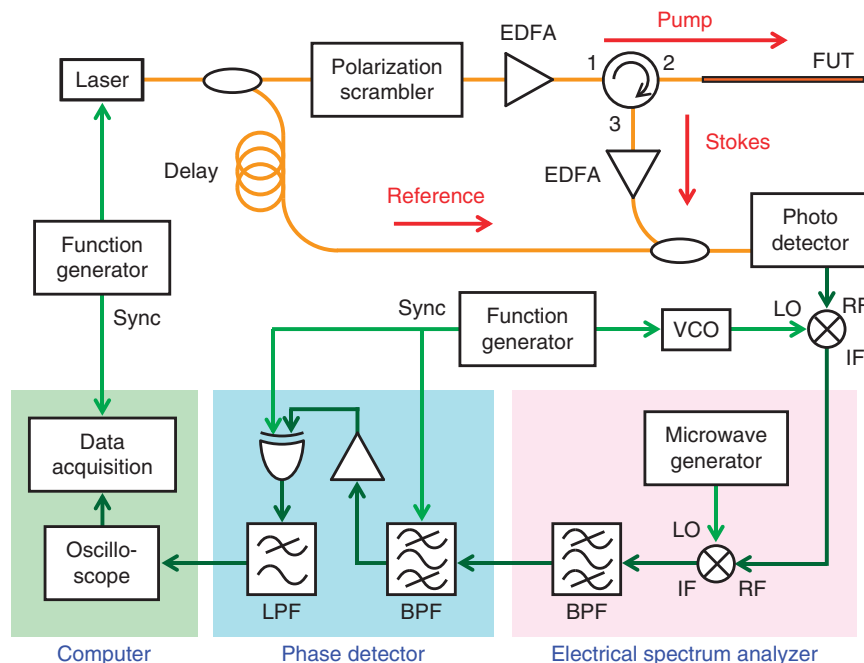 EDFA
Pump
Laser
Polarization
scrambler
1
2
3
FUT
Delay
EDFA
Stokes
Reference
Photo
detector
Function
generator
Sync
Sync
Function
generator
VCO
LO
RF
IF
Data
acquisition
Microwave
generator
Oscillo-
scope
LPF
BPF
BPF
LO
IF
RF
Computer
Phase detector
Electrical spectrum analyzer